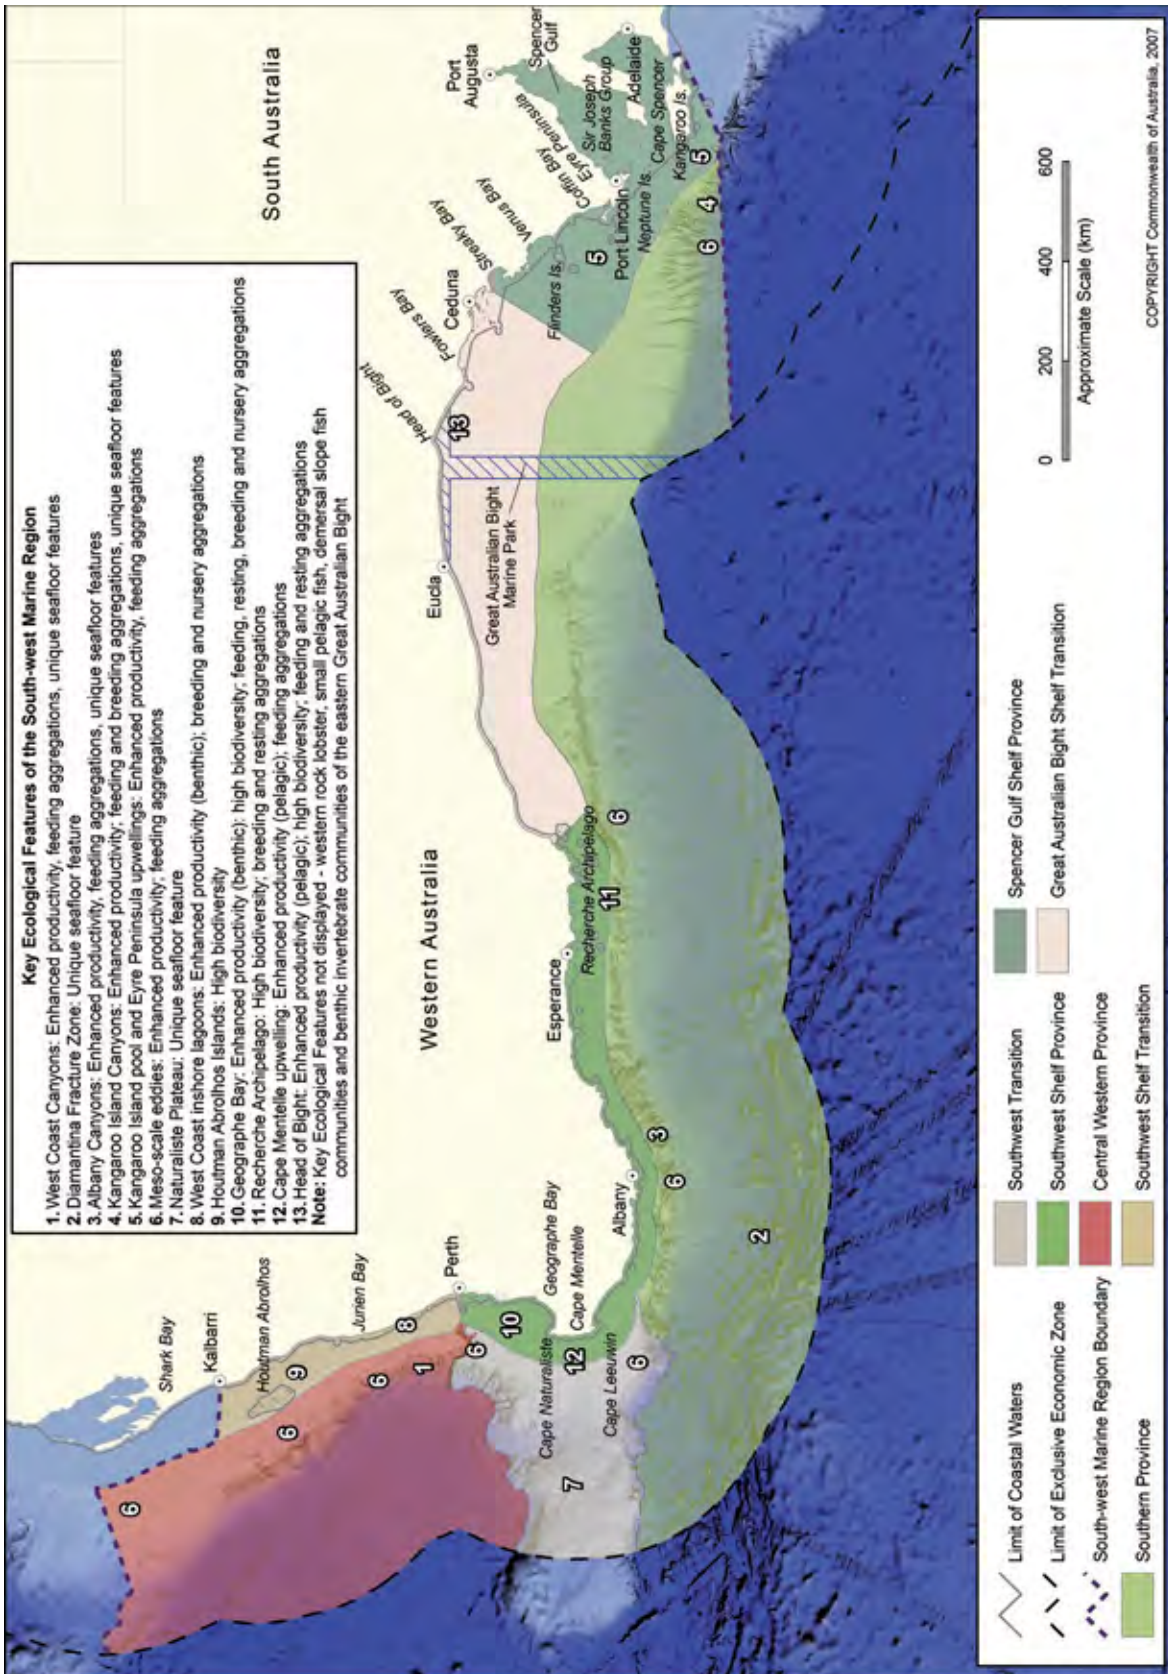 Key Ecological Features of the South-west Marine Region
1. West Coast Canyons: Enhanced productivity, feeding aggregations, unique seafloor features
2. Diamantina Fracture Zone: Unique seafloor feature
3. Albany Canyons: Enhanced productivity, feeding aggregations, unique seafloor features
4. Kangaroo Island Canyons: Enhanced productivity; feeding and breeding aggregations, unique seafloor features
5. Kangaroo Island pool and Eyre Peninsula upwellings: Enhanced productivity, feeding aggregations
6. Meso-scale eddies: Enhanced productivity; feeding aggregations
7. Naturaliste Plateau: Unique seafloor feature
8. West Coast inshore lagoons: Enhanced productivity (benthic); breeding and nursery aggregations
9. Houtman Abrolhos Islands: High biodiversity
10. Geographe Bay: Enhanced productivity (benthic): high biodiversity; feeding, resting, breeding and nursery aggregations
11. Recherche Archipelago: High biodiversity; breeding and resting aggregations
12. Cape Mentelle upwelling: Enhanced productivity (pelagic); feeding aggregations
13. Head of Bight: Enhanced productivity (pelagic); high biodiversity; feeding and resting aggregations
Note: Key Ecological Features not displayed - western rock lobster, small pelagic fish, demersal slope fish
communities and benthic invertebrate communities of the eastern Great Australian Bight
Shark Bay
Kalbarri
Houtman Abrolhos
Jurien Bay
Perth
Geographe Bay
Cape Mentelle
Cape Naturaliste
Cape Leeuwin
Albany
Western Australia
Esperance
Recherche Archipelago
Eucla
Great Australian Bight
Marine Park
Head of Bight
Fowlers Bay
Ceduna
Streaky Bay
Venus Bay
Flinders Is.
South Australia
Coffin Bay
Eyre Peninsula
Port Lincoln
Neptune Is.
Port
Augusta
Spencer
Gulf
Sir Joseph
Banks Group
Adelaide
Cape Spencer
Kangaroo Is.
6
6
9
6
8
1
6
10
12
7
6
2
6
3
11
6
13
5
6
4
5
Limit of Coastal Waters
Limit of Exclusive Economic Zone
South-west Marine Region Boundary
Southern Province
Southwest Transition
Southwest Shelf Province
Central Western Province
Southwest Shelf Transition
Spencer Gulf Shelf Province
Great Australian Bight Shelf Transition
0 200 400 600
Approximate Scale (km)
COPYRIGHT Commonwealth of Australia, 2007